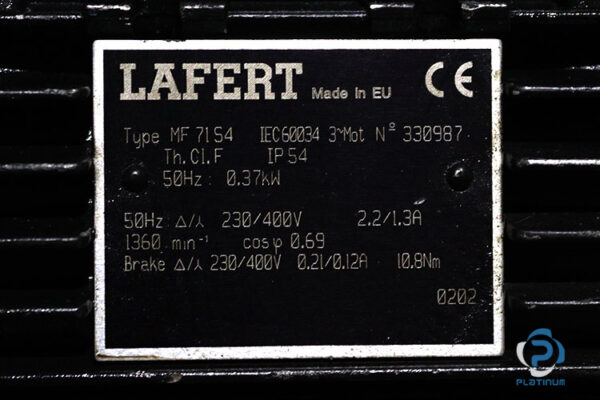 LAFERT Made In EU CE
Type MF 71S4 IEC60034 3~Mot Nº 330987
Th.Cl.F IP54
50Hz 0.37kW
50Hz Δ/⅄ 230/400V 2.2/1.3A
1360 min⁻¹ cosφ 0.69
Brake Δ/⅄ 230/400V 0.21/0.12A 10.8Nm
0202
PLATINUM